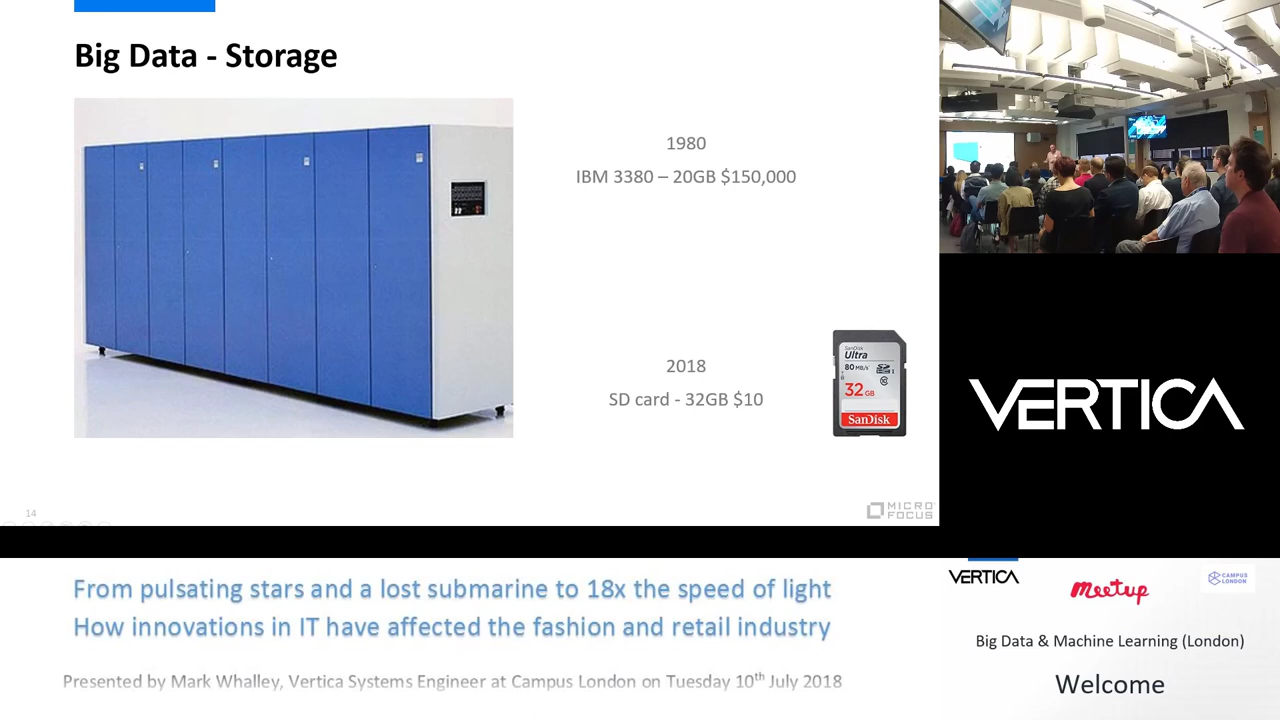 Big Data - Storage
1980
IBM 3380 – 20GB $150,000
2018
SD card - 32GB $10
SanDisk
Ultra
80 MB/s
32 GB
SanDisk
14
MICRO
FOCUS
VERTICA
From pulsating stars and a lost submarine to 18x the speed of light
How innovations in IT have affected the fashion and retail industry
Presented by Mark Whalley, Vertica Systems Engineer at Campus London on Tuesday 10th July 2018
VERTICA
meetup
CAMPUS
LONDON
Big Data & Machine Learning (London)
Welcome